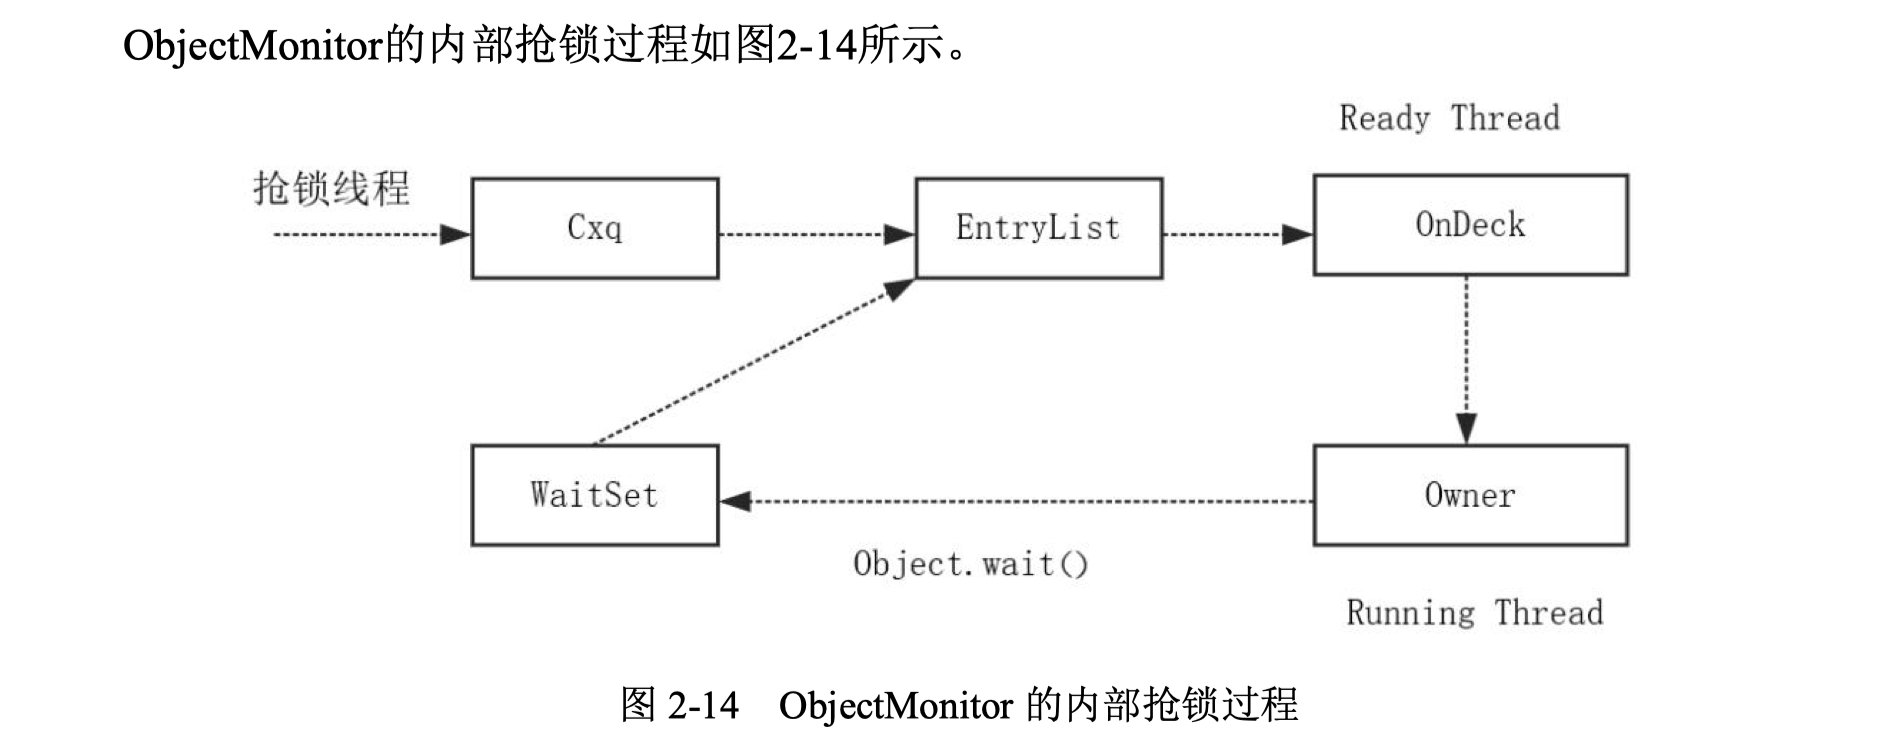 ObjectMonitor的内部抢锁过程如图2-14所示。
Ready Thread
抢锁线程
Cxq
EntryList
OnDeck
WaitSet
Owner
Object.wait()
Running Thread
图 2-14 ObjectMonitor 的内部抢锁过程